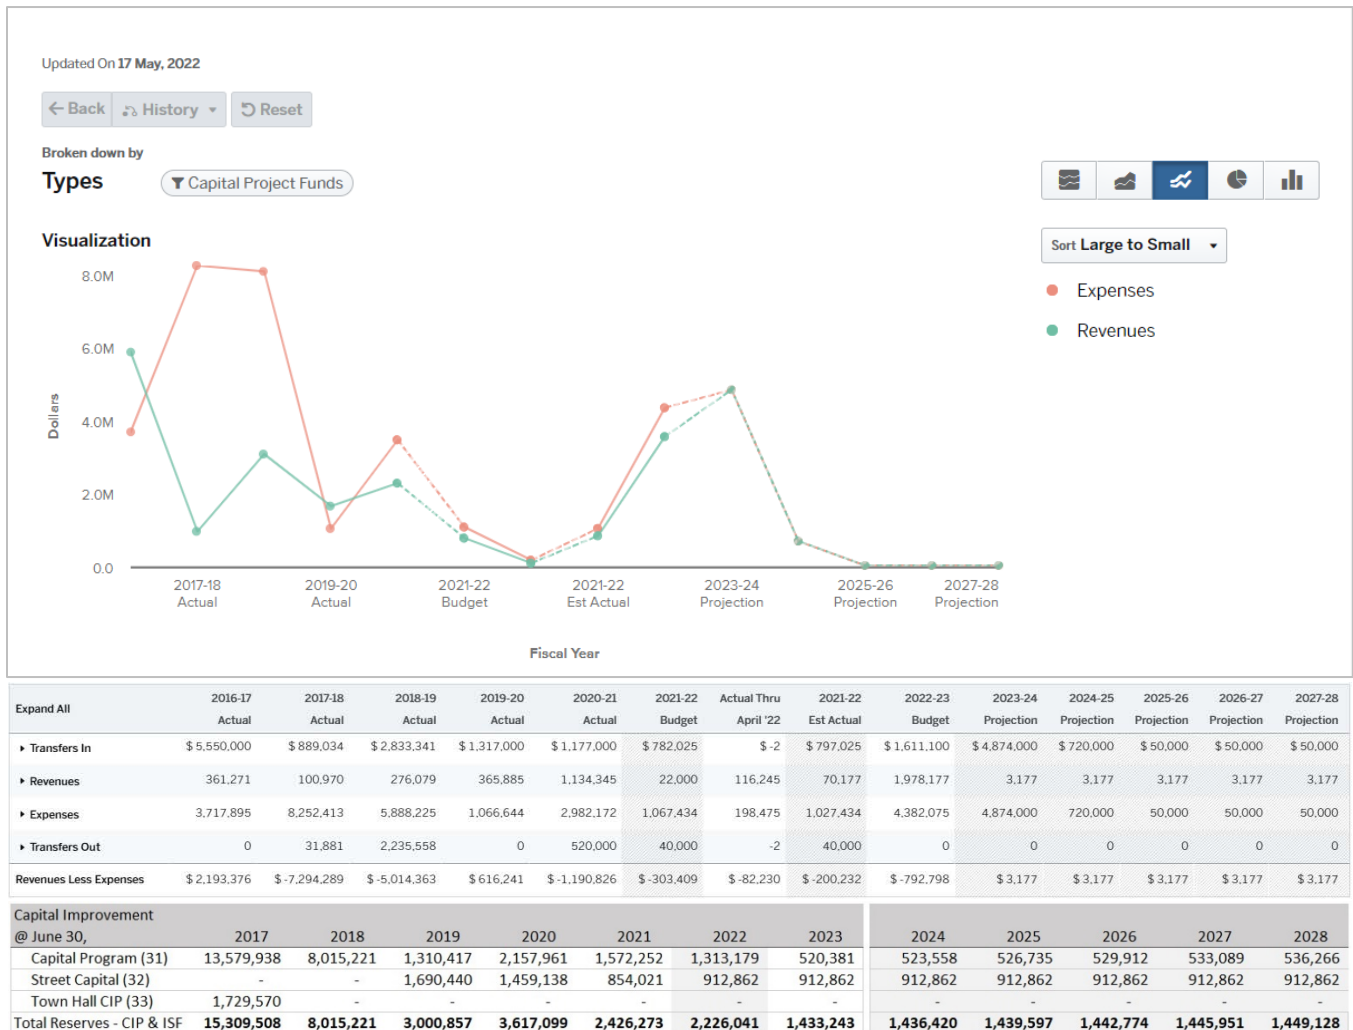 Updated On 17 May, 2022
Back History Reset
Broken down by
Types Capital Project Funds
Visualization
Sort Large to Small
Expenses
Revenues
8.0M
6.0M
4.0M
2.0M
0.0
Dollars
2017-18 2019-20 2021-22 2021-22 2023-24 2025-26 2027-28
Actual Actual Budget Est Actual Projection Projection Projection
Fiscal Year
2016-17 2017-18 2018-19 2019-20 2020-21 2021-22 Actual Thru 2021-22 2022-23 2023-24 2024-25 2025-26 2026-27 2027-28
Expand All Actual Actual Actual Actual Actual Budget April '22 Est Actual Budget Projection Projection Projection Projection Projection
Transfers In $ 5,550,000 $ 889,034 $ 2,833,341 $ 1,317,000 $ 1,177,000 $ 782,025 $ -2 $ 797,025 $ 1,611,100 $ 4,874,000 $ 720,000 $ 50,000 $ 50,000 $ 50,000
Revenues 361,271 100,970 276,079 365,885 1,134,345 22,000 116,245 70,177 1,978,177 3,177 3,177 3,177 3,177 3,177
Expenses 3,717,895 8,252,413 5,888,225 1,066,644 2,982,172 1,067,434 198,475 1,027,434 4,382,075 4,874,000 720,000 50,000 50,000 50,000
Transfers Out 0 31,881 2,235,558 0 520,000 40,000 -2 40,000 0 0 0 0 0 0
Revenues Less Expenses $ 2,193,376 $ -7,294,289 $ -5,014,363 $ 616,241 $ -1,190,826 $ -303,409 $ -82,230 $ -200,232 $ -792,798 $ 3,177 $ 3,177 $ 3,177 $ 3,177 $ 3,177
Capital Improvement
@ June 30, 2017 2018 2019 2020 2021 2022 2023 2024 2025 2026 2027 2028
Capital Program (31) 13,579,938 8,015,221 1,310,417 2,157,961 1,572,252 1,313,179 520,381 523,558 526,735 529,912 533,089 536,266
Street Capital (32) - - 1,690,440 1,459,138 854,021 912,862 912,862 912,862 912,862 912,862 912,862 912,862
Town Hall CIP (33) 1,729,570 - - - - - - - - - - -
Total Reserves - CIP & ISF 15,309,508 8,015,221 3,000,857 3,617,099 2,426,273 2,226,041 1,433,243 1,436,420 1,439,597 1,442,774 1,445,951 1,449,128